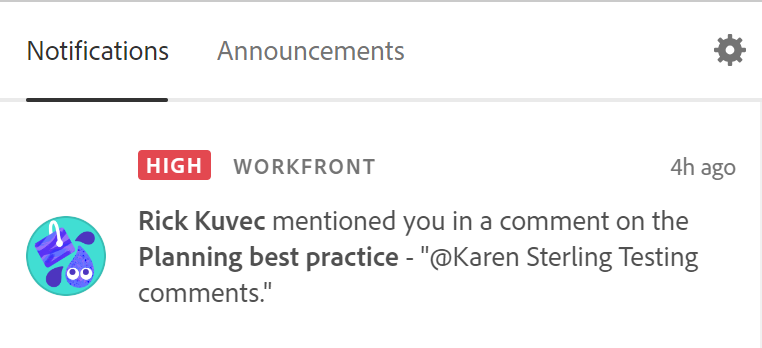 Notifications Announcements
HIGH WORKFRONT 4h ago
Rick Kuvec mentioned you in a comment on the
Planning best practice - "@Karen Sterling Testing
comments."